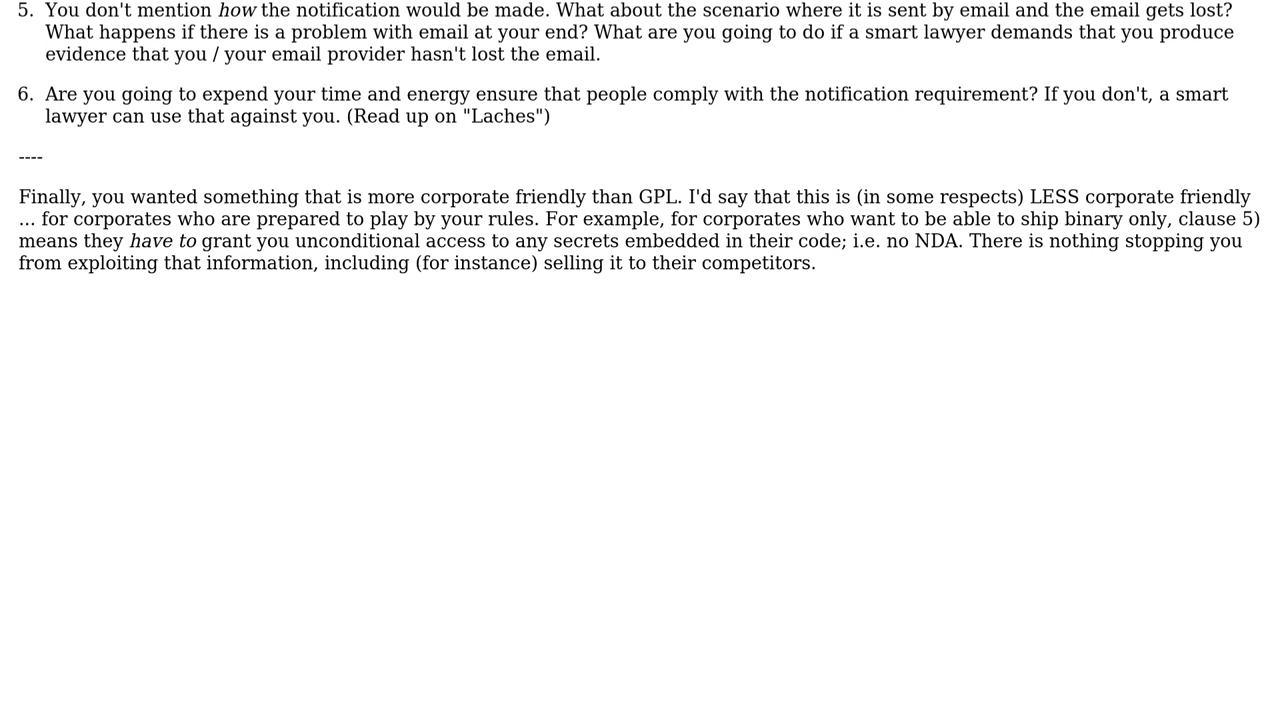 5. You don't mention how the notification would be made. What about the scenario where it is sent by email and the email gets lost?
What happens if there is a problem with email at your end? What are you going to do if a smart lawyer demands that you produce
evidence that you / your email provider hasn't lost the email.
6. Are you going to expend your time and energy ensure that people comply with the notification requirement? If you don't, a smart
lawyer can use that against you. (Read up on "Laches")
----
Finally, you wanted something that is more corporate friendly than GPL. I'd say that this is (in some respects) LESS corporate friendly
... for corporates who are prepared to play by your rules. For example, for corporates who want to be able to ship binary only, clause 5)
means they have to grant you unconditional access to any secrets embedded in their code; i.e. no NDA. There is nothing stopping you
from exploiting that information, including (for instance) selling it to their competitors.